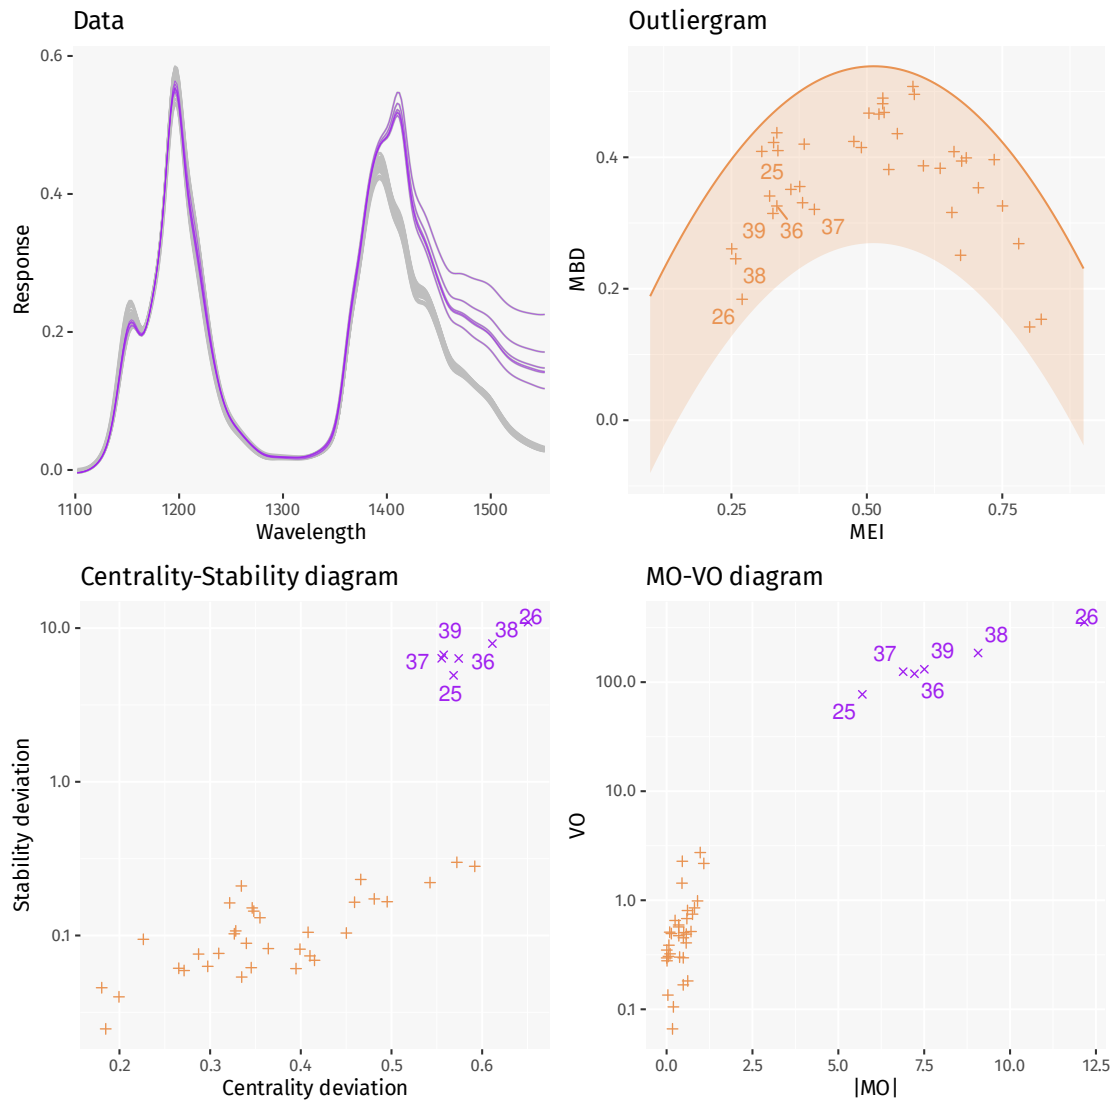 Data
0.6
0.4
0.2
0.0
Response
1100 1200 1300 1400 1500
Wavelength
Outliergram
0.4
0.2
0.0
MBD
25
39 36 37
38
26
0.25 0.50 0.75
MEI
Centrality-Stability diagram
10.0
1.0
0.1
Stability deviation
26
39 38
37 36
25
0.2 0.3 0.4 0.5 0.6
Centrality deviation
MO-VO diagram
100.0
10.0
1.0
0.1
VO
26
38
37 39
36
25
0.0 2.5 5.0 7.5 10.0 12.5
|MO|